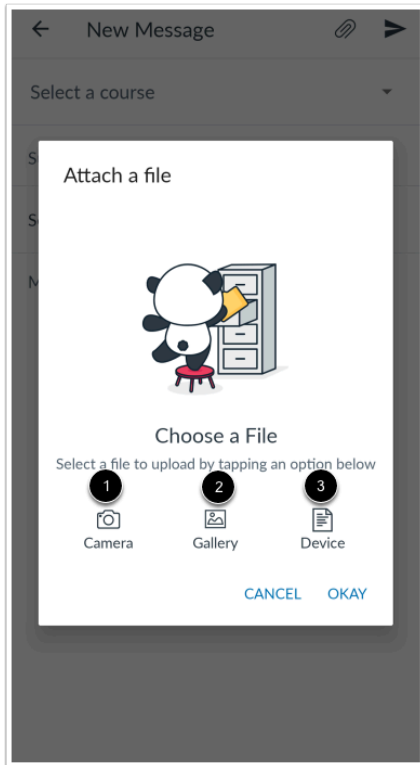 New Message
Select a course
S
Attach a file
S
M
Choose a File
Select a file to upload by tapping an option below
1 2 3
Camera Gallery Device
CANCEL OKAY